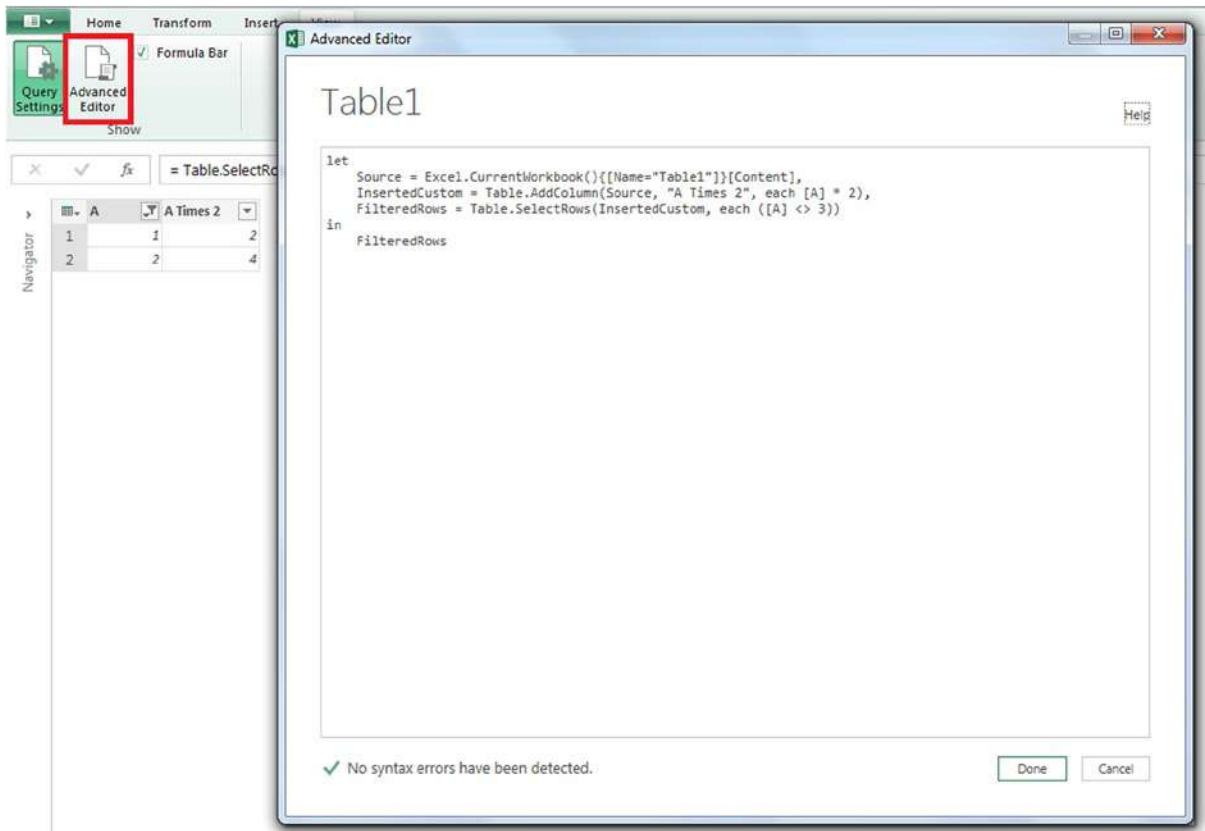 Home Transform Insert
Formula Bar
Query Settings
Advanced Editor
Show
fx = Table.SelectRo
Navigator
A A Times 2
1 1 2
2 2 4
Advanced Editor
Table1
Help
let
Source = Excel.CurrentWorkbook(){[Name="Table1"]}[Content],
InsertedCustom = Table.AddColumn(Source, "A Times 2", each [A] * 2),
FilteredRows = Table.SelectRows(InsertedCustom, each ([A] <> 3))
in
FilteredRows
No syntax errors have been detected.
Done Cancel